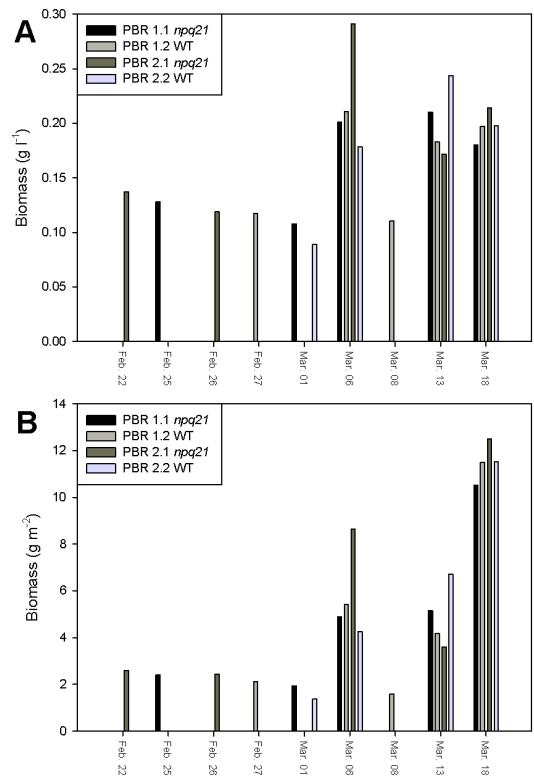 A
PBR 1.1 npq21
PBR 1.2 WT
PBR 2.1 npq21
PBR 2.2 WT
Biomass (g l⁻¹)
0.30
0.25
0.20
0.15
0.10
0.05
0.00
Feb. 22
Feb. 25
Feb. 26
Feb. 27
Mar. 01
Mar. 06
Mar. 08
Mar. 13
Mar. 18
B
PBR 1.1 npq21
PBR 1.2 WT
PBR 2.1 npq21
PBR 2.2 WT
Biomass (g m⁻²)
14
12
10
8
6
4
2
0
Feb. 22
Feb. 25
Feb. 26
Feb. 27
Mar. 01
Mar. 06
Mar. 08
Mar. 13
Mar. 18